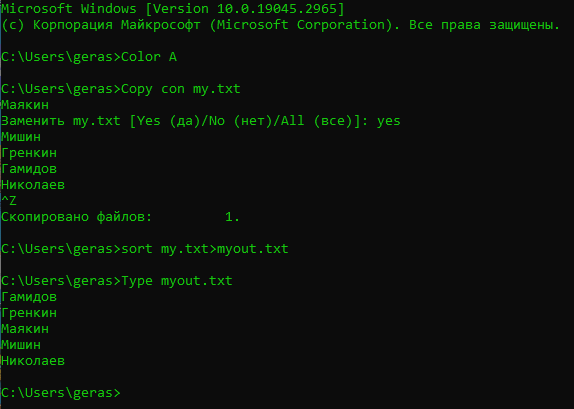 Microsoft Windows [Version 10.0.19045.2965]
(c) Корпорация Майкрософт (Microsoft Corporation). Все права защищены.
C:\Users\geras>Color A
C:\Users\geras>Copy con my.txt
Маякин
Заменить my.txt [Yes (да)/No (нет)/All (все)]: yes
Мишин
Гренкин
Гамидов
Николаев
^Z
Скопировано файлов:         1.
C:\Users\geras>sort my.txt>myout.txt
C:\Users\geras>Type myout.txt
Гамидов
Гренкин
Маякин
Мишин
Николаев
C:\Users\geras>